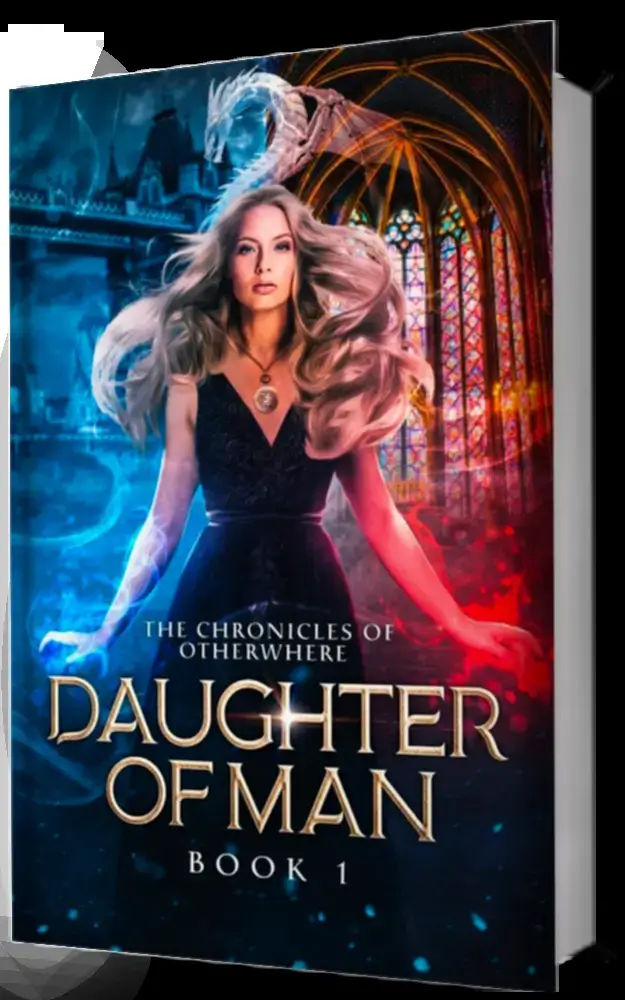 THE CHRONICLES OF
OTHERWHERE
DAUGHTER
OF MAN
BOOK 1